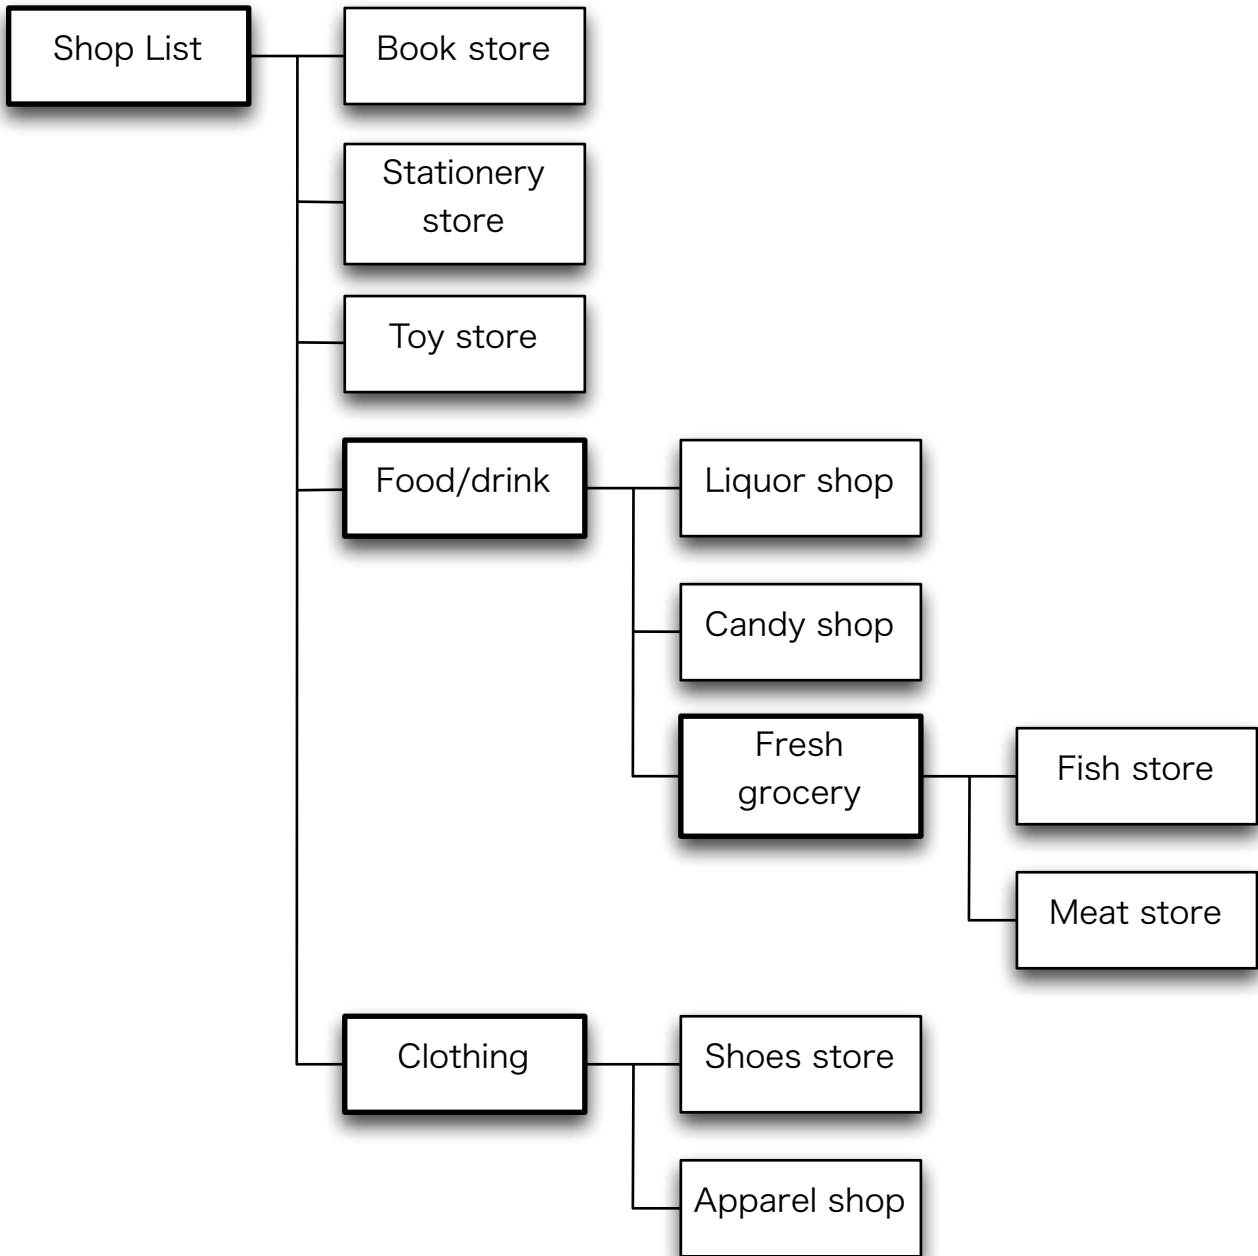 Shop List
Book store
Stationery
store
Toy store
Food/drink
Liquor shop
Candy shop
Fresh
grocery
Fish store
Meat store
Clothing
Shoes store
Apparel shop